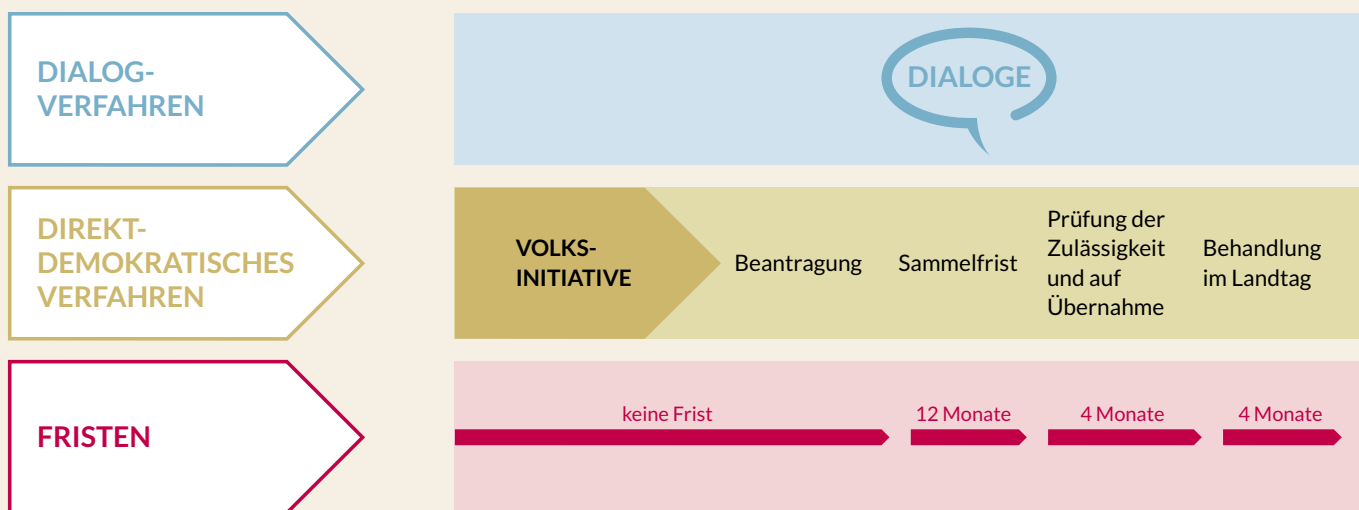 DIALOG-
VERFAHREN
DIALOGE
DIREKT-
DEMOKRATISCHES
VERFAHREN
VOLKS-
INITIATIVE
Beantragung
Sammelfrist
Prüfung der
Zulässigkeit
und auf
Übernahme
Behandlung
im Landtag
FRISTEN
keine Frist
12 Monate
4 Monate
4 Monate